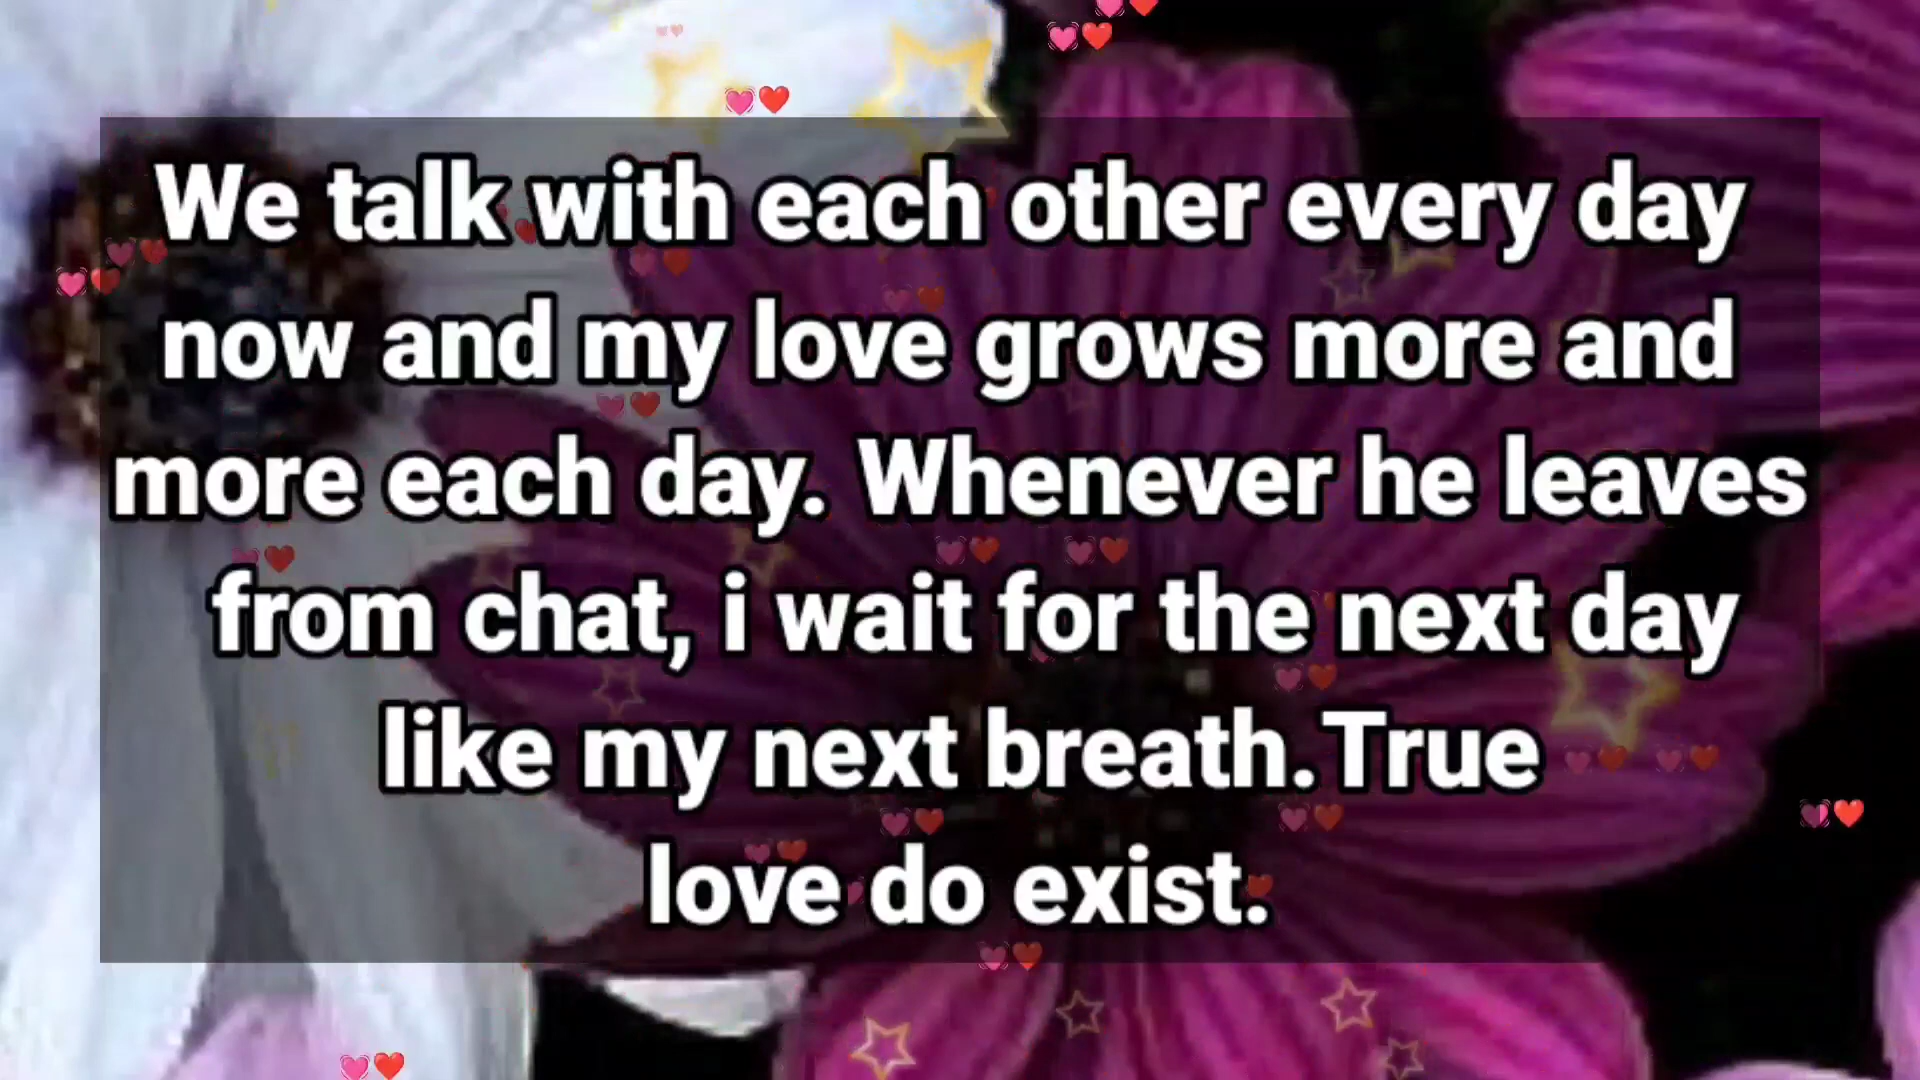 We talk with each other every day
now and my love grows more and
more each day. Whenever he leaves
from chat, i wait for the next day
like my next breath.True
love do exist.